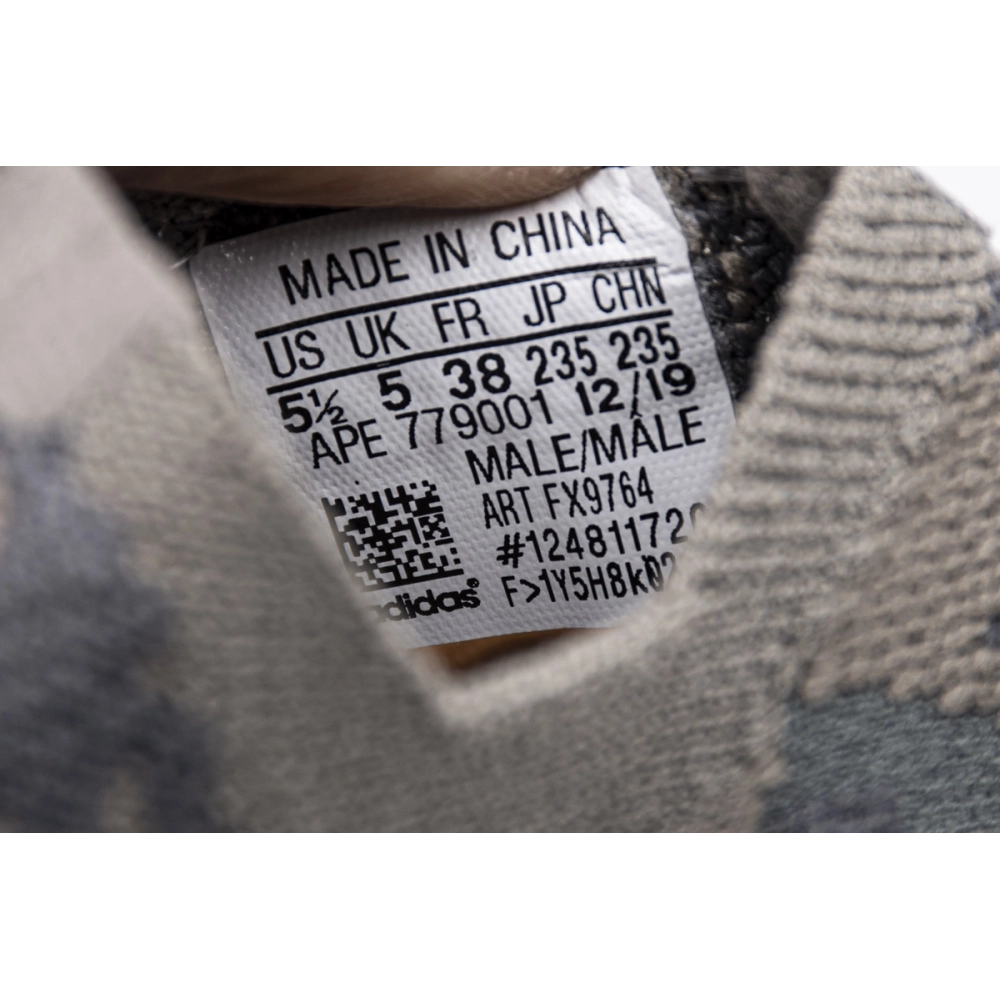 MADE IN CHINA
US UK FR JP CHN
5½ 5 38 235 235
APE 779001 12/19
MALE/MÂLE
ART FX9764
adidas®